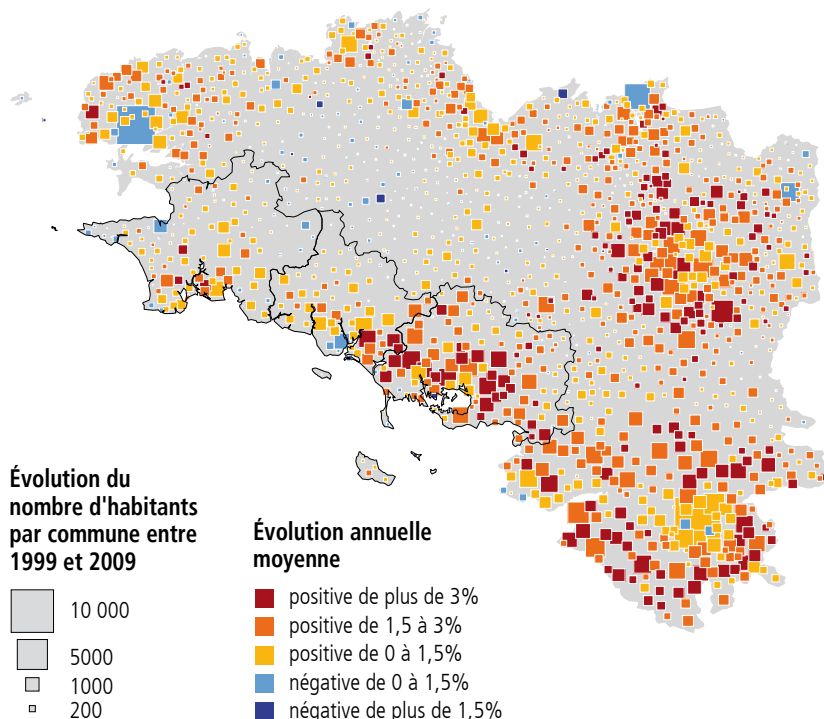 Évolution du
nombre d'habitants
par commune entre
1999 et 2009
10 000
5000
1000
200
Évolution annuelle
moyenne
positive de plus de 3%
positive de 1,5 à 3%
positive de 0 à 1,5%
négative de 0 à 1,5%
négative de plus de 1,5%